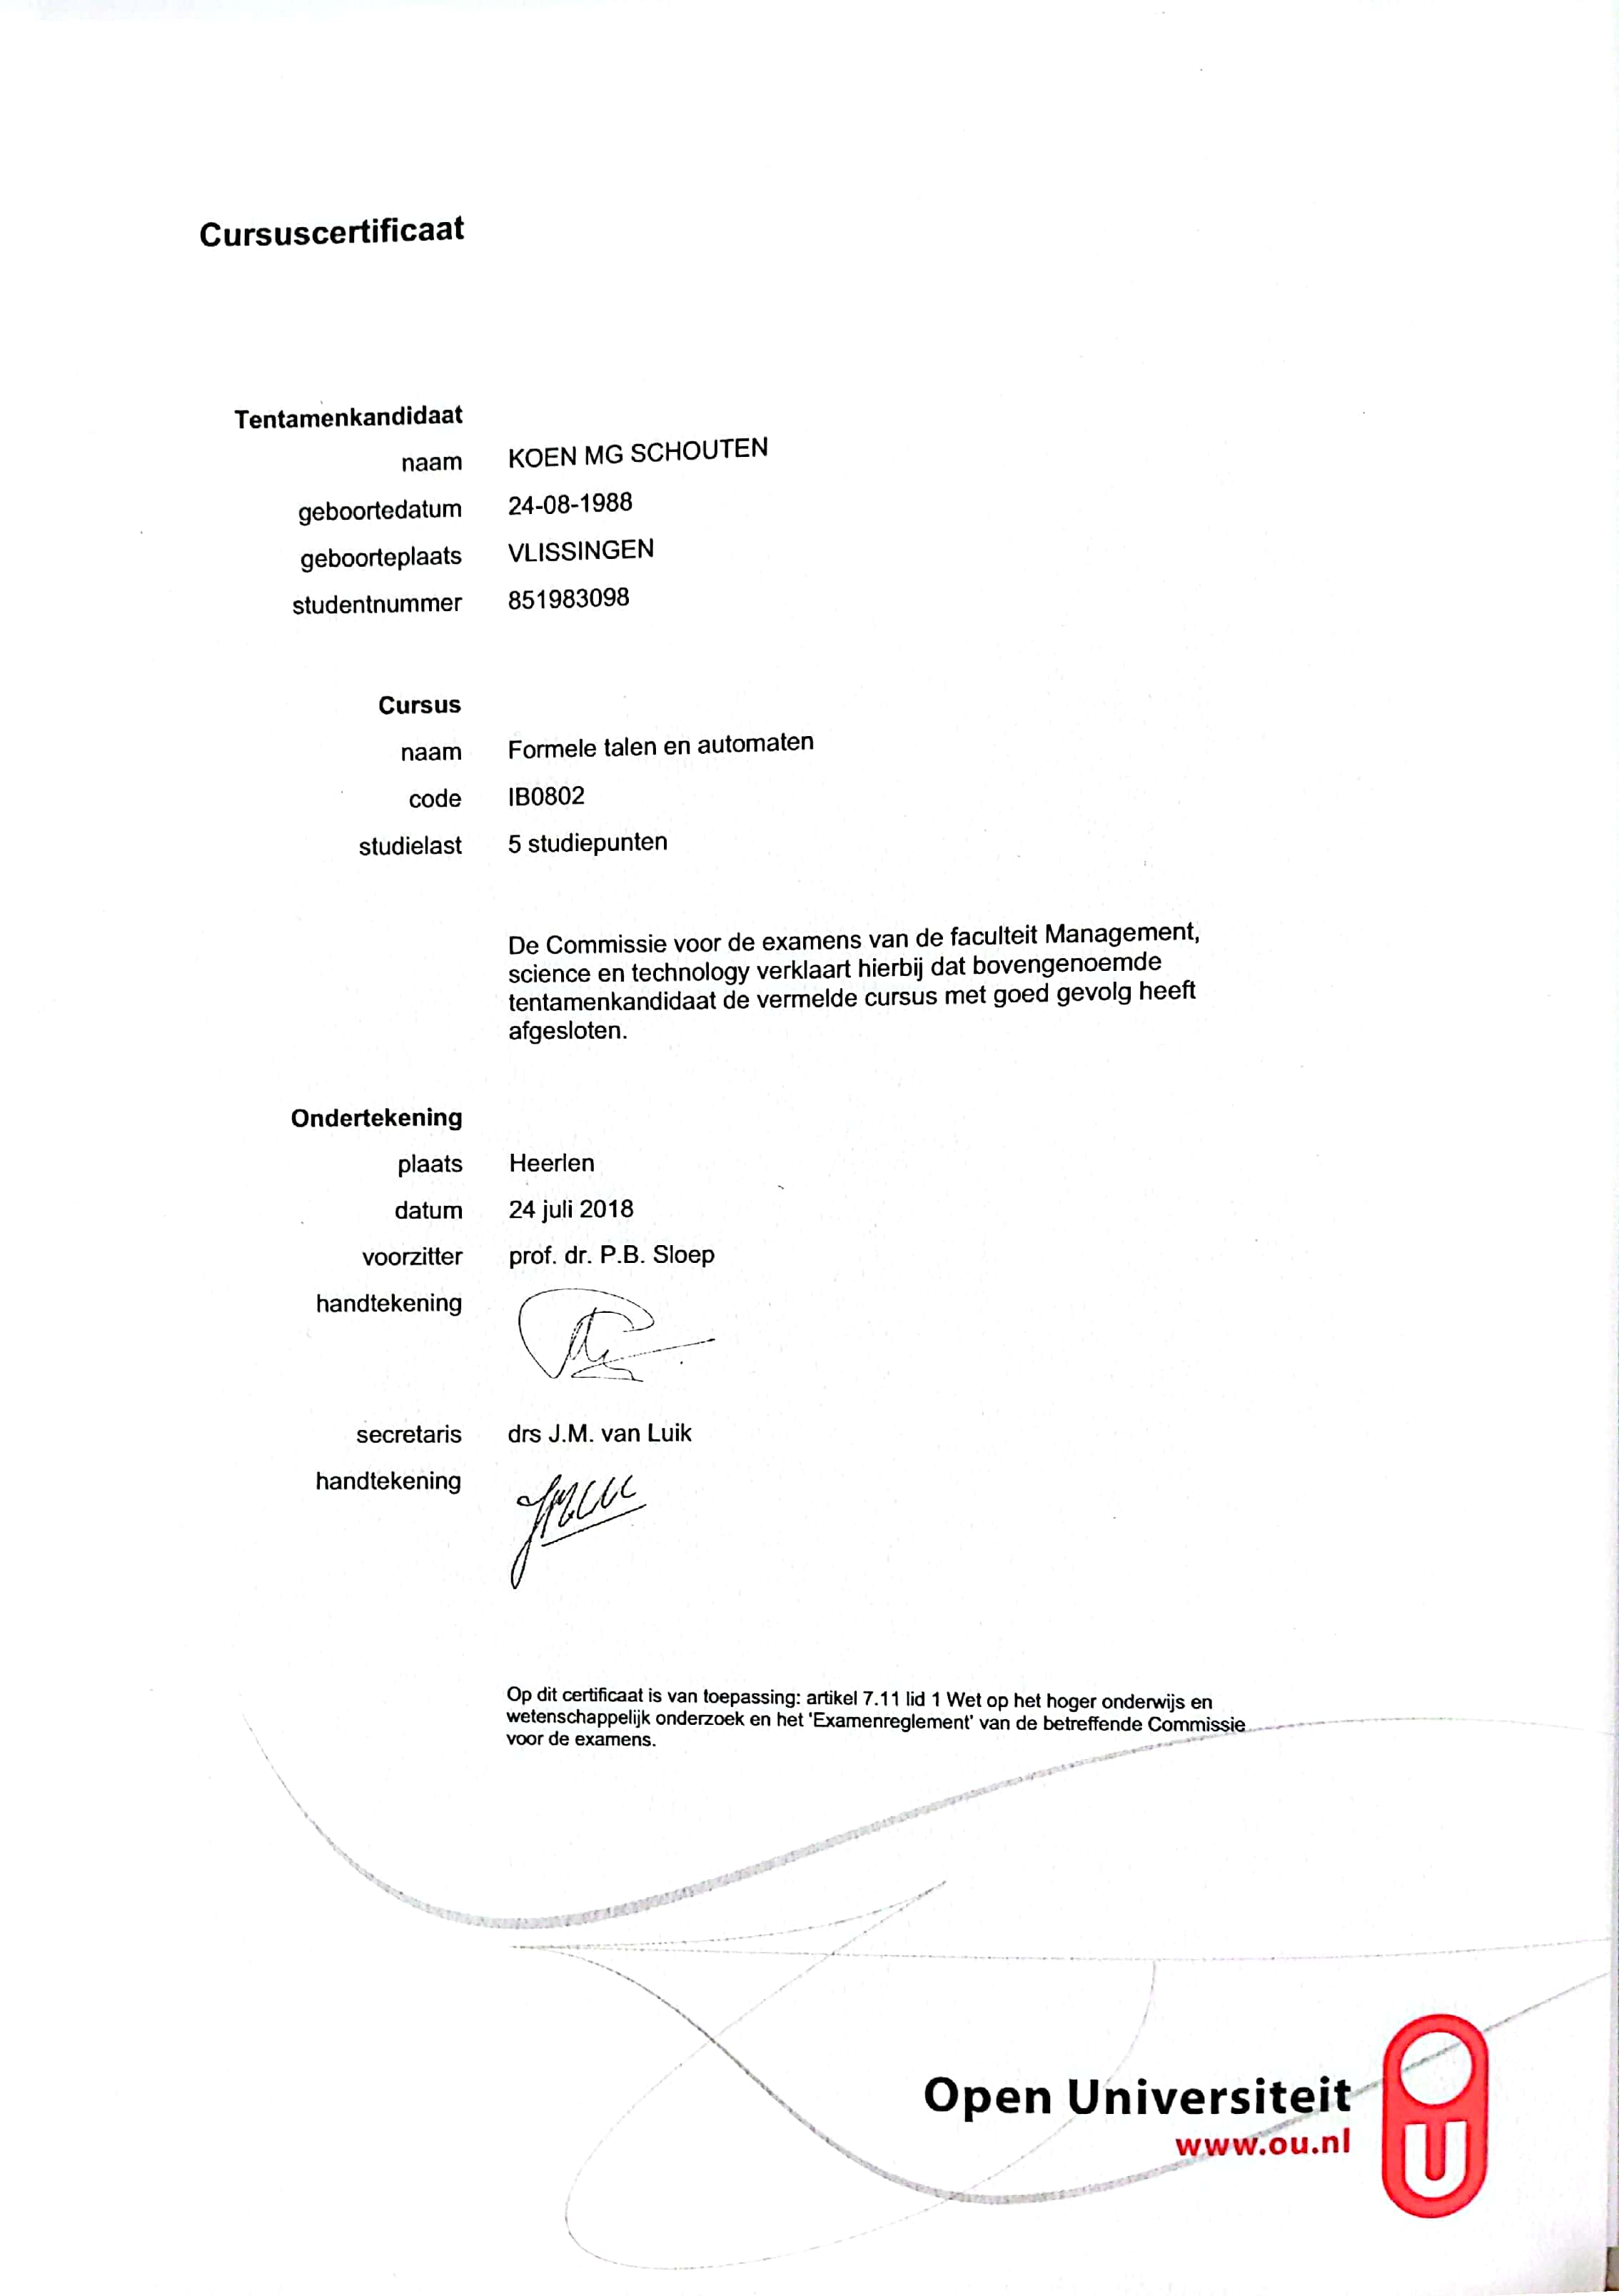 Cursuscertificaat
Tentamenkandidaat
naam KOEN MG SCHOUTEN
geboortedatum 24-08-1988
geboorteplaats VLISSINGEN
studentnummer 851983098
Cursus
naam Formele talen en automaten
code IB0802
studielast 5 studiepunten
De Commissie voor de examens van de faculteit Management,
science en technology verklaart hierbij dat bovengenoemde
tentamenkandidaat de vermelde cursus met goed gevolg heeft
afgesloten.
Ondertekening
plaats Heerlen
datum 24 juli 2018
voorzitter prof. dr. P.B. Sloep
handtekening
secretaris drs J.M. van Luik
handtekening
Op dit certificaat is van toepassing: artikel 7.11 lid 1 Wet op het hoger onderwijs en
wetenschappelijk onderzoek en het 'Examenreglement' van de betreffende Commissie
voor de examens.
Open Universiteit
www.ou.nl
OU